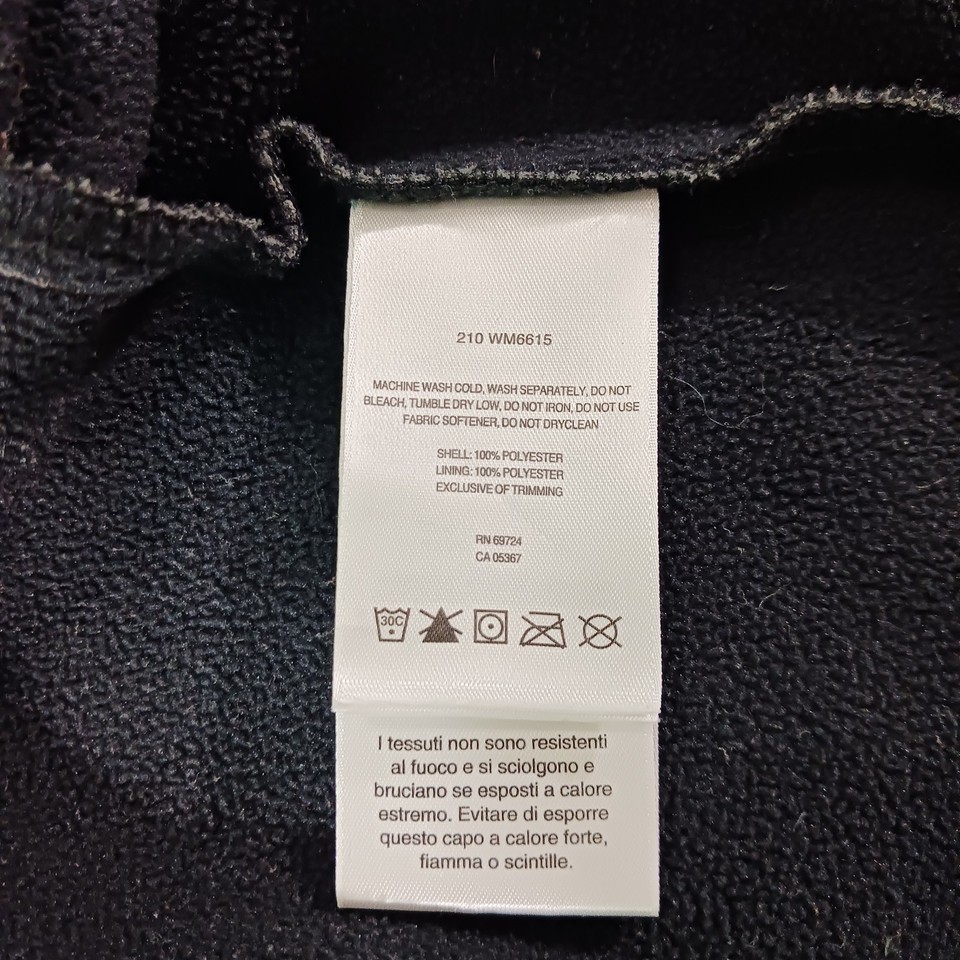 210 WM6615
MACHINE WASH COLD, WASH SEPARATELY, DO NOT
BLEACH, TUMBLE DRY LOW, DO NOT IRON, DO NOT USE
FABRIC SOFTENER, DO NOT DRYCLEAN
SHELL: 100% POLYESTER
LINING: 100% POLYESTER
EXCLUSIVE OF TRIMMING
RN 69724
CA 05367
30C
I tessuti non sono resistenti
al fuoco e si sciolgono e
bruciano se esposti a calore
estremo. Evitare di esporre
questo capo a calore forte,
fiamma o scintille.